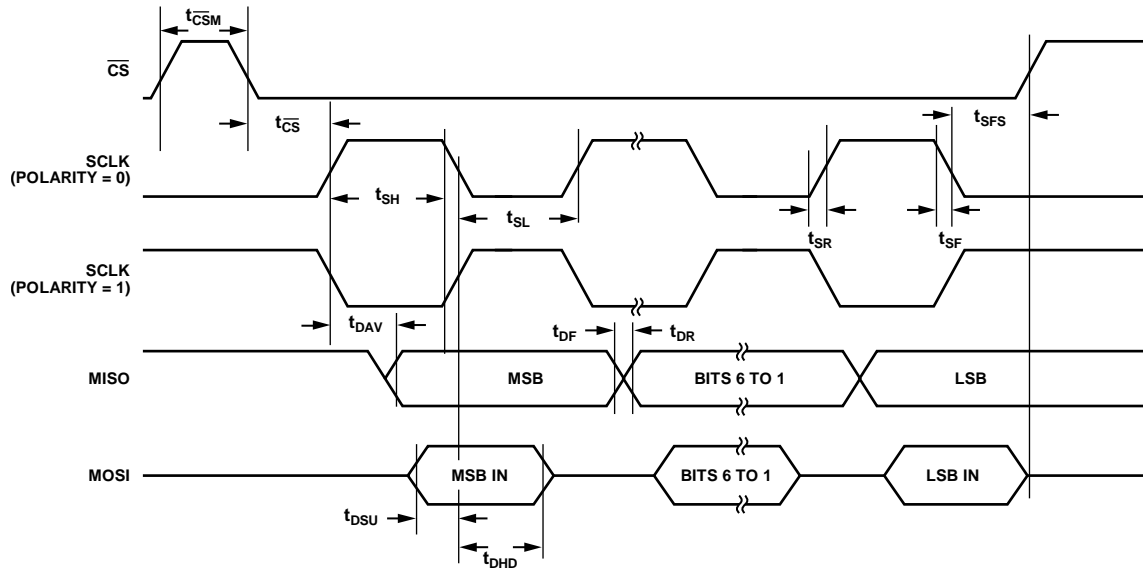 tCSM
CS
tCS
tSFS
SCLK
(POLARITY = 0)
tSH
tSL
tSR
tSF
SCLK
(POLARITY = 1)
tDAV
tDF
tDR
MISO
MSB
BITS 6 TO 1
LSB
MOSI
MSB IN
BITS 6 TO 1
LSB IN
tDSU
tDHD